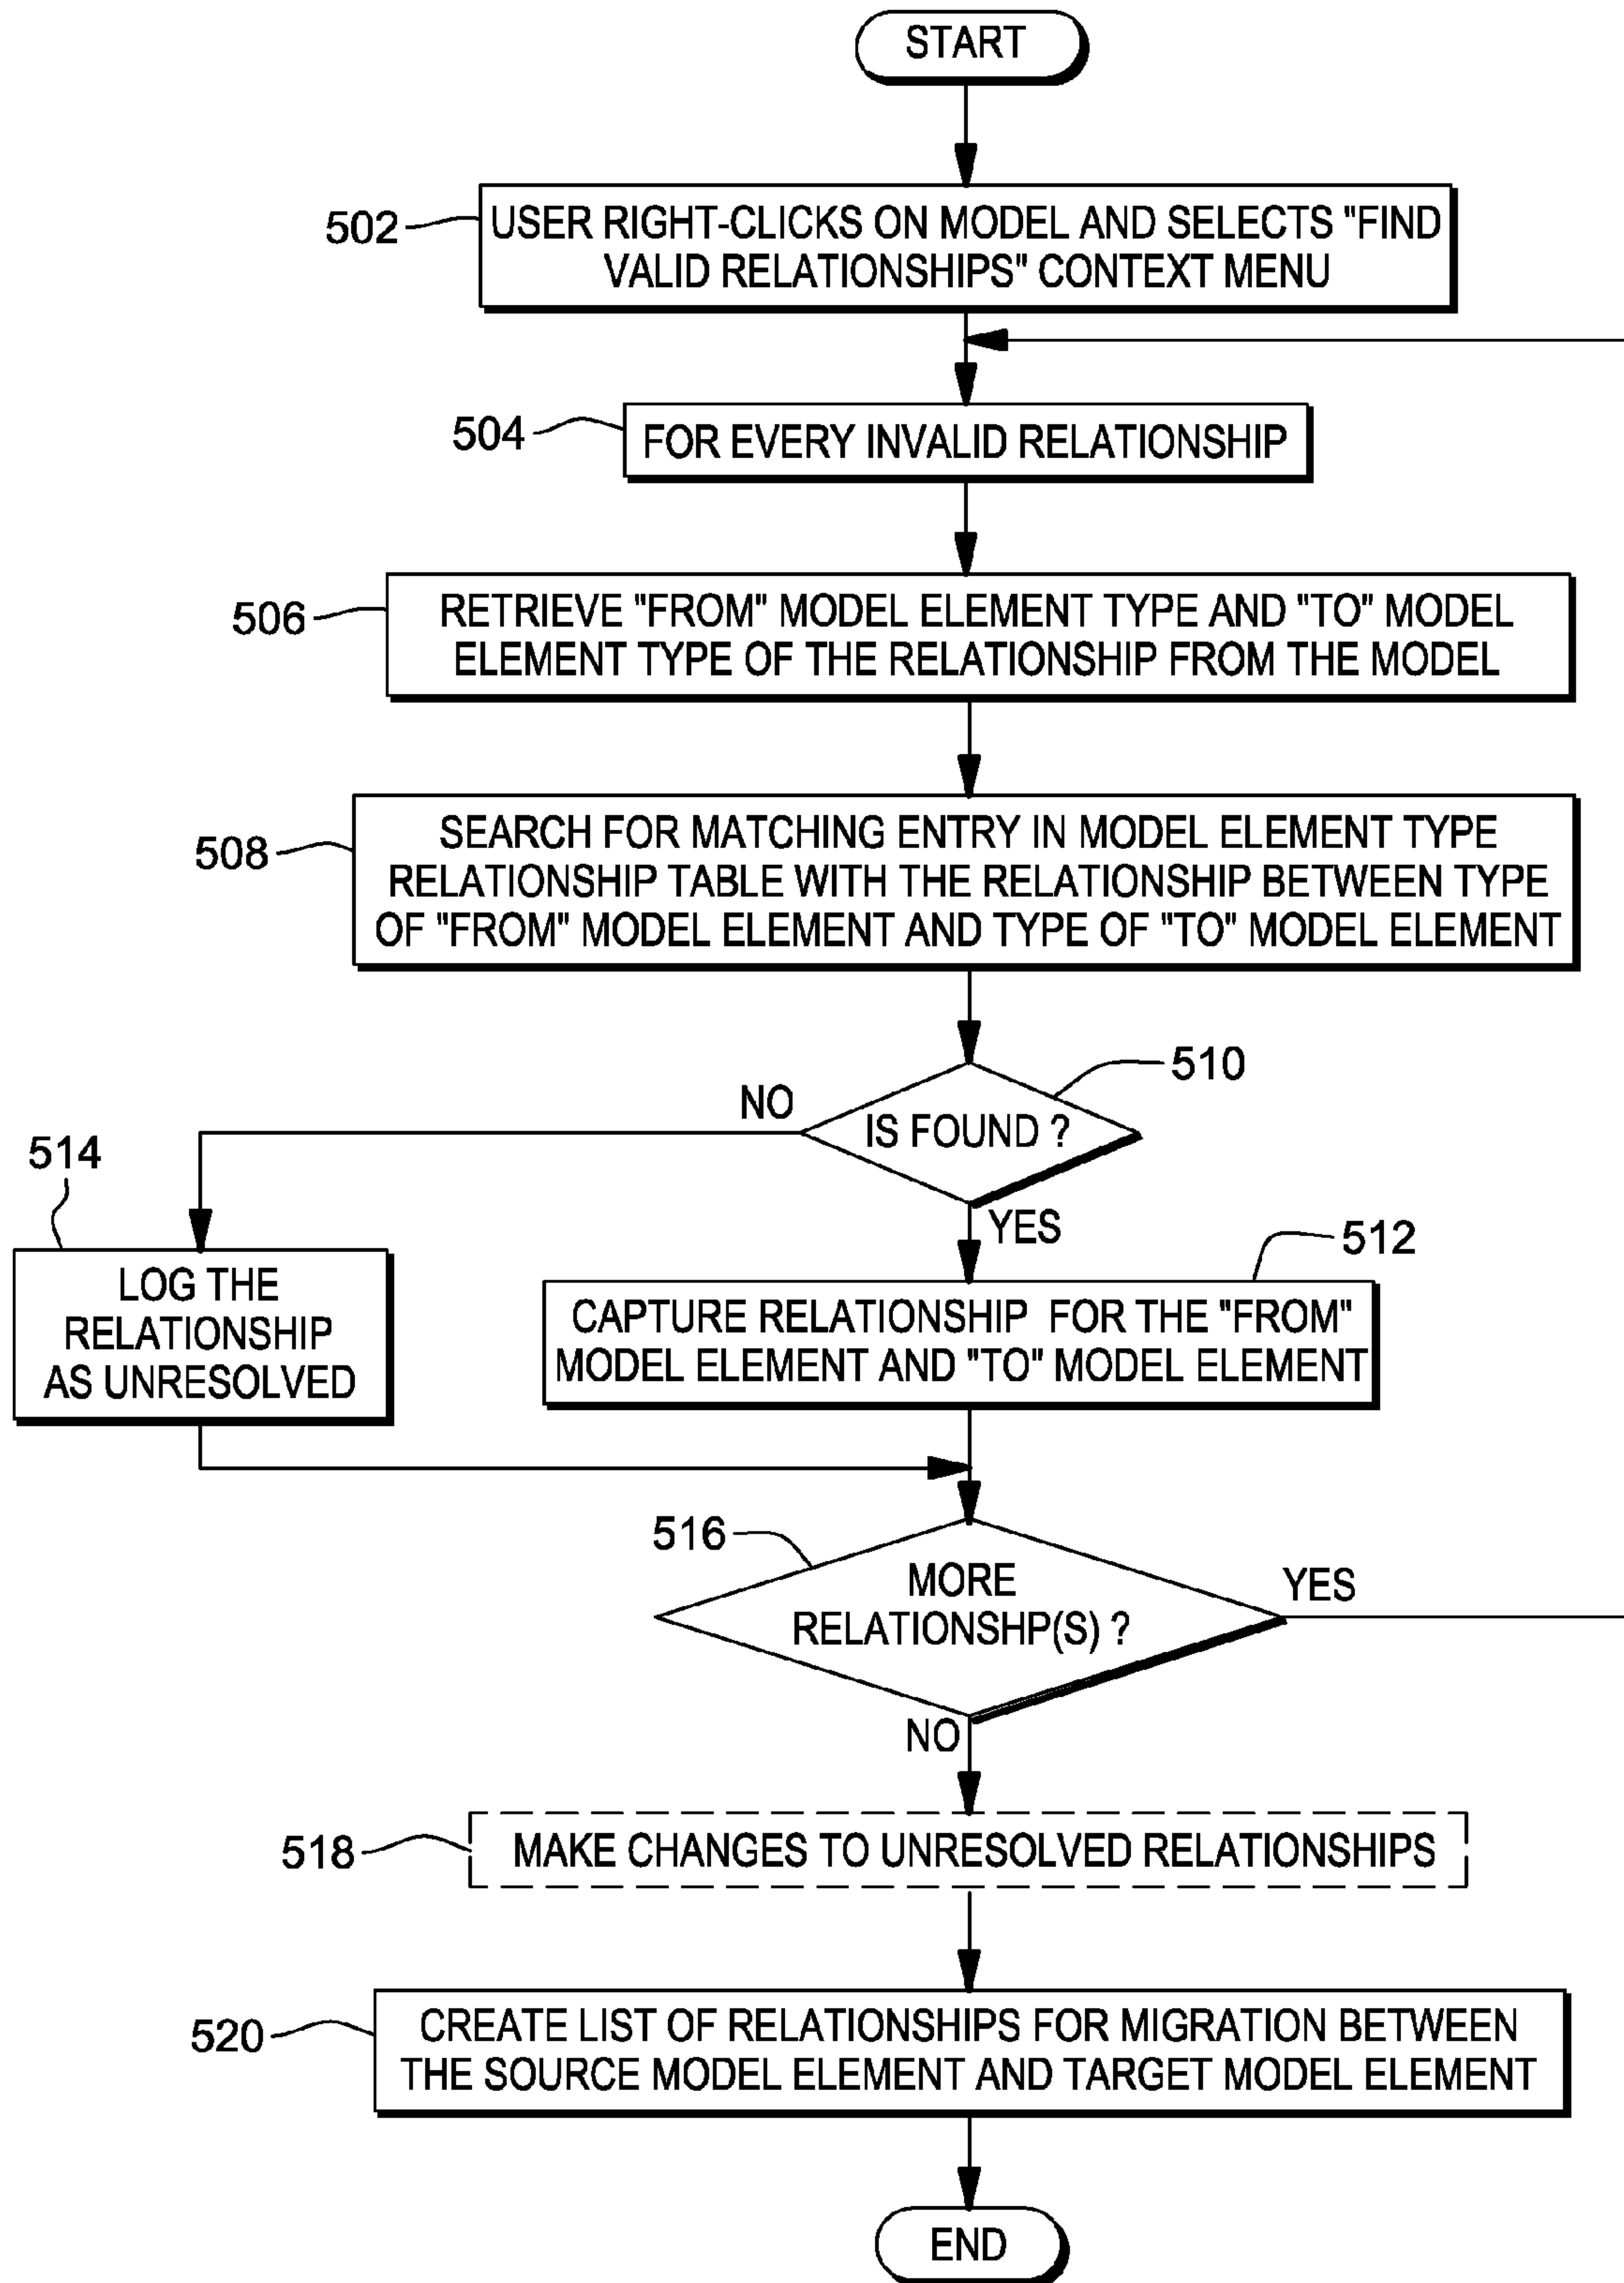 START
502
USER RIGHT-CLICKS ON MODEL AND SELECTS "FIND
VALID RELATIONSHIPS" CONTEXT MENU
504
FOR EVERY INVALID RELATIONSHIP
506
RETRIEVE "FROM" MODEL ELEMENT TYPE AND "TO" MODEL
ELEMENT TYPE OF THE RELATIONSHIP FROM THE MODEL
508
SEARCH FOR MATCHING ENTRY IN MODEL ELEMENT TYPE
RELATIONSHIP TABLE WITH THE RELATIONSHIP BETWEEN TYPE
OF "FROM" MODEL ELEMENT AND TYPE OF "TO" MODEL ELEMENT
510
NO
IS FOUND ?
514
YES
512
LOG THE
RELATIONSHIP
AS UNRESOLVED
CAPTURE RELATIONSHIP FOR THE "FROM"
MODEL ELEMENT AND "TO" MODEL ELEMENT
516
MORE
RELATIONSHP(S) ?
YES
NO
518
MAKE CHANGES TO UNRESOLVED RELATIONSHIPS
520
CREATE LIST OF RELATIONSHIPS FOR MIGRATION BETWEEN
THE SOURCE MODEL ELEMENT AND TARGET MODEL ELEMENT
END